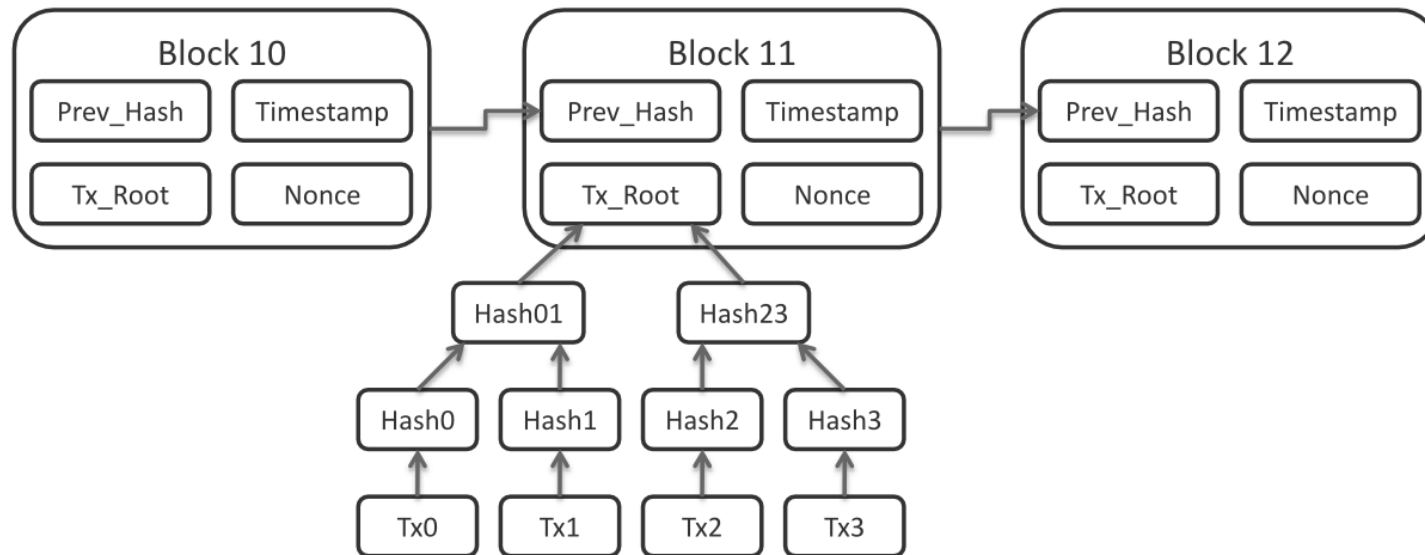 Block 10
Block 11
Block 12
Prev_Hash
Timestamp
Prev_Hash
Timestamp
Prev_Hash
Timestamp
Tx_Root
Nonce
Tx_Root
Nonce
Tx_Root
Nonce
Hash01
Hash23
Hash0
Hash1
Hash2
Hash3
Tx0
Tx1
Tx2
Tx3